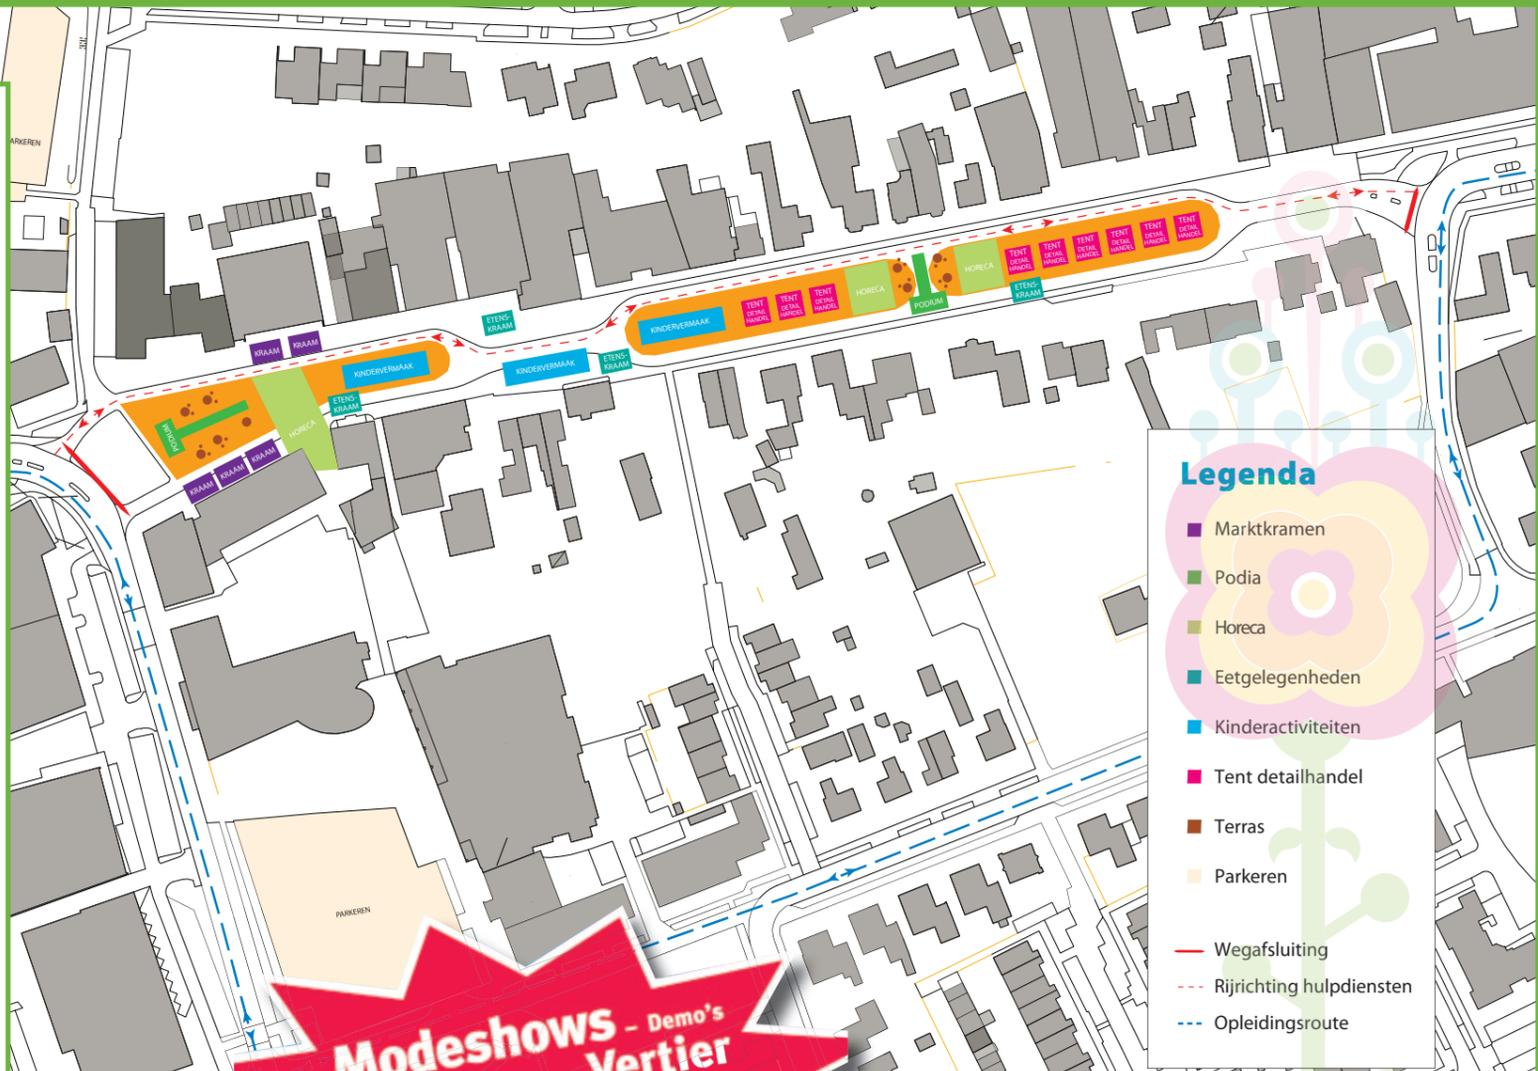 ARKEREN
TENT
DETAIL
HANDEL
TENT
DETAIL
HANDEL
TENT
DETAIL
HANDEL
TENT
DETAIL
HANDEL
TENT
DETAIL
HANDEL
TENT
DETAIL
HANDEL
HORECA
ETENS-
KRAAM
PODIUM
HORECA
TENT
DETAIL
HANDEL
TENT
DETAIL
HANDEL
TENT
DETAIL
HANDEL
KINDERVERMAAK
ETENS-
KRAAM
ETENS-
KRAAM
KINDERVERMAAK
KRAAM
KRAAM
KINDERVERMAAK
ETENS-
KRAAM
HORECA
PODIUM
KRAAM
KRAAM
KRAAM
PARKEREN
Modeshows – Demo's
Vertier
Legenda
Marktkramen
Podia
Horeca
Eetgelegenheden
Kinderactiviteiten
Tent detailhandel
Terras
Parkeren
Wegafsluiting
Rijrichting hulpdiensten
Opleidingsroute